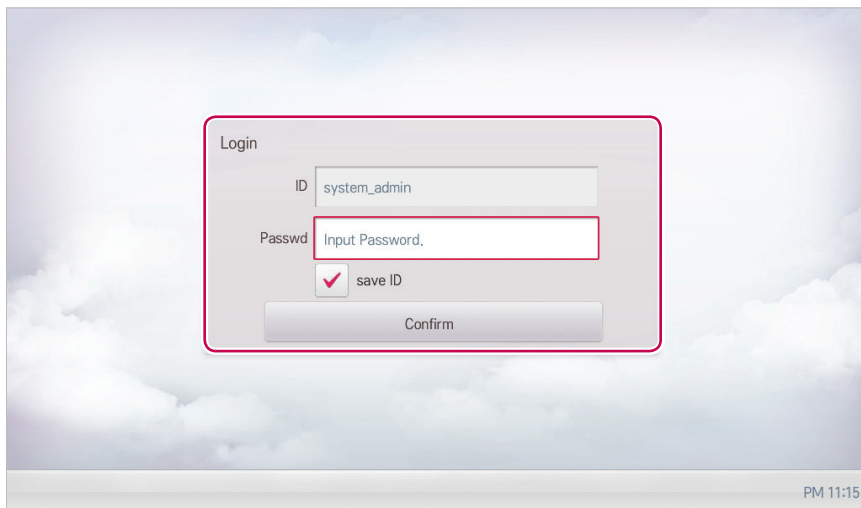 Login
ID system_admin
Passwd Input Password.
save ID
Confirm
PM 11:15